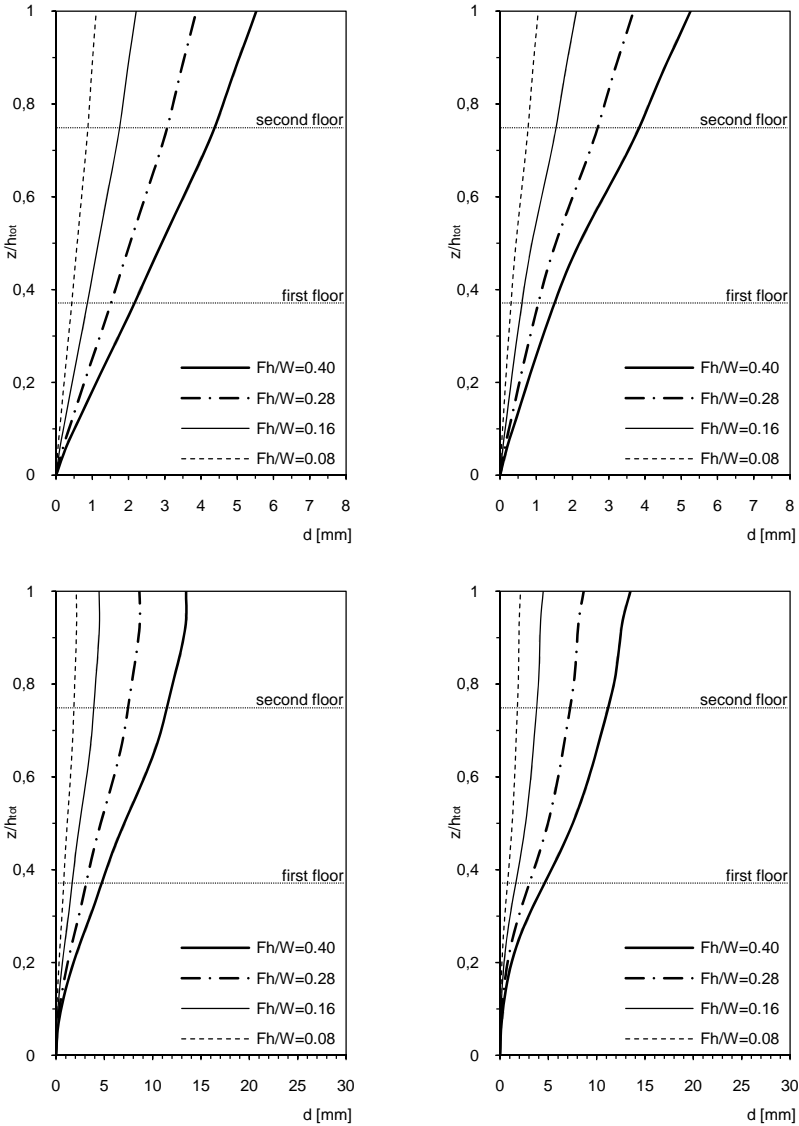 1
0,8
0,6
0,4
0,2
0
z/htot
second floor
first floor
Fh/W=0.40
Fh/W=0.28
Fh/W=0.16
Fh/W=0.08
0 1 2 3 4 5 6 7 8
d [mm]
1
0,8
0,6
0,4
0,2
0
z/htot
second floor
first floor
Fh/W=0.40
Fh/W=0.28
Fh/W=0.16
Fh/W=0.08
0 1 2 3 4 5 6 7 8
d [mm]
1
0,8
0,6
0,4
0,2
0
z/htot
second floor
first floor
Fh/W=0.40
Fh/W=0.28
Fh/W=0.16
Fh/W=0.08
0 5 10 15 20 25 30
d [mm]
1
0,8
0,6
0,4
0,2
0
z/htot
second floor
first floor
Fh/W=0.40
Fh/W=0.28
Fh/W=0.16
Fh/W=0.08
0 5 10 15 20 25 30
d [mm]